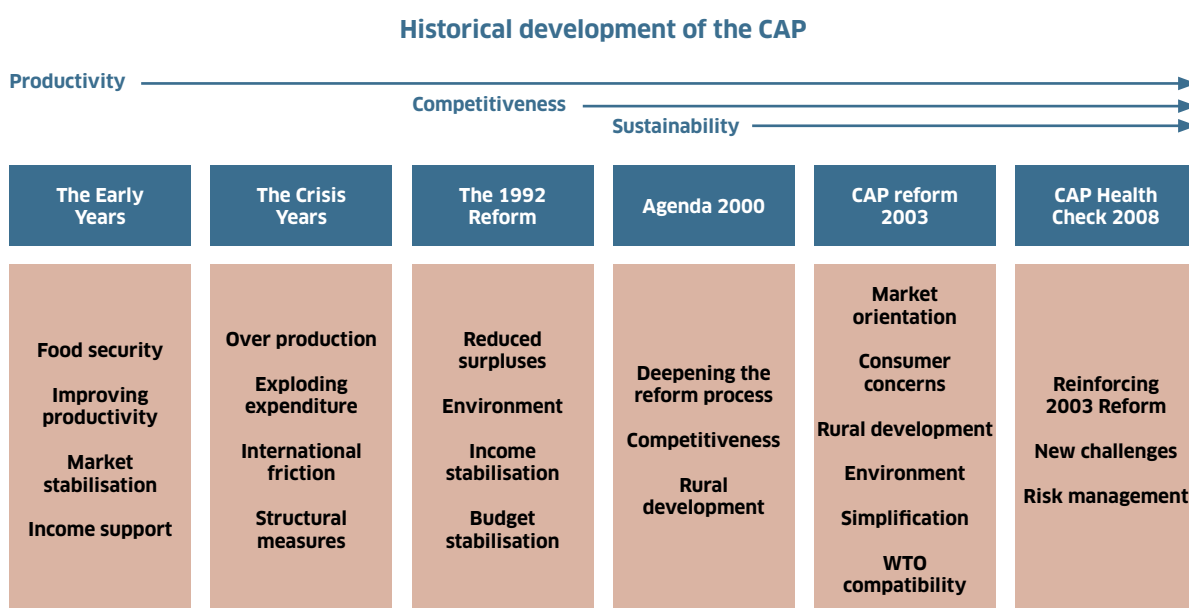 Historical development of the CAP
Productivity
Competitiveness
Sustainability
The Early
Years
The Crisis
Years
The 1992
Reform
Agenda 2000
CAP reform
2003
CAP Health
Check 2008
Food security
Improving
productivity
Market
stabilisation
Income support
Over production
Exploding
expenditure
International
friction
Structural
measures
Reduced
surpluses
Environment
Income
stabilisation
Budget
stabilisation
Deepening the
reform process
Competitiveness
Rural
development
Market
orientation
Consumer
concerns
Rural development
Environment
Simplification
WTO
compatibility
Reinforcing
2003 Reform
New challenges
Risk management